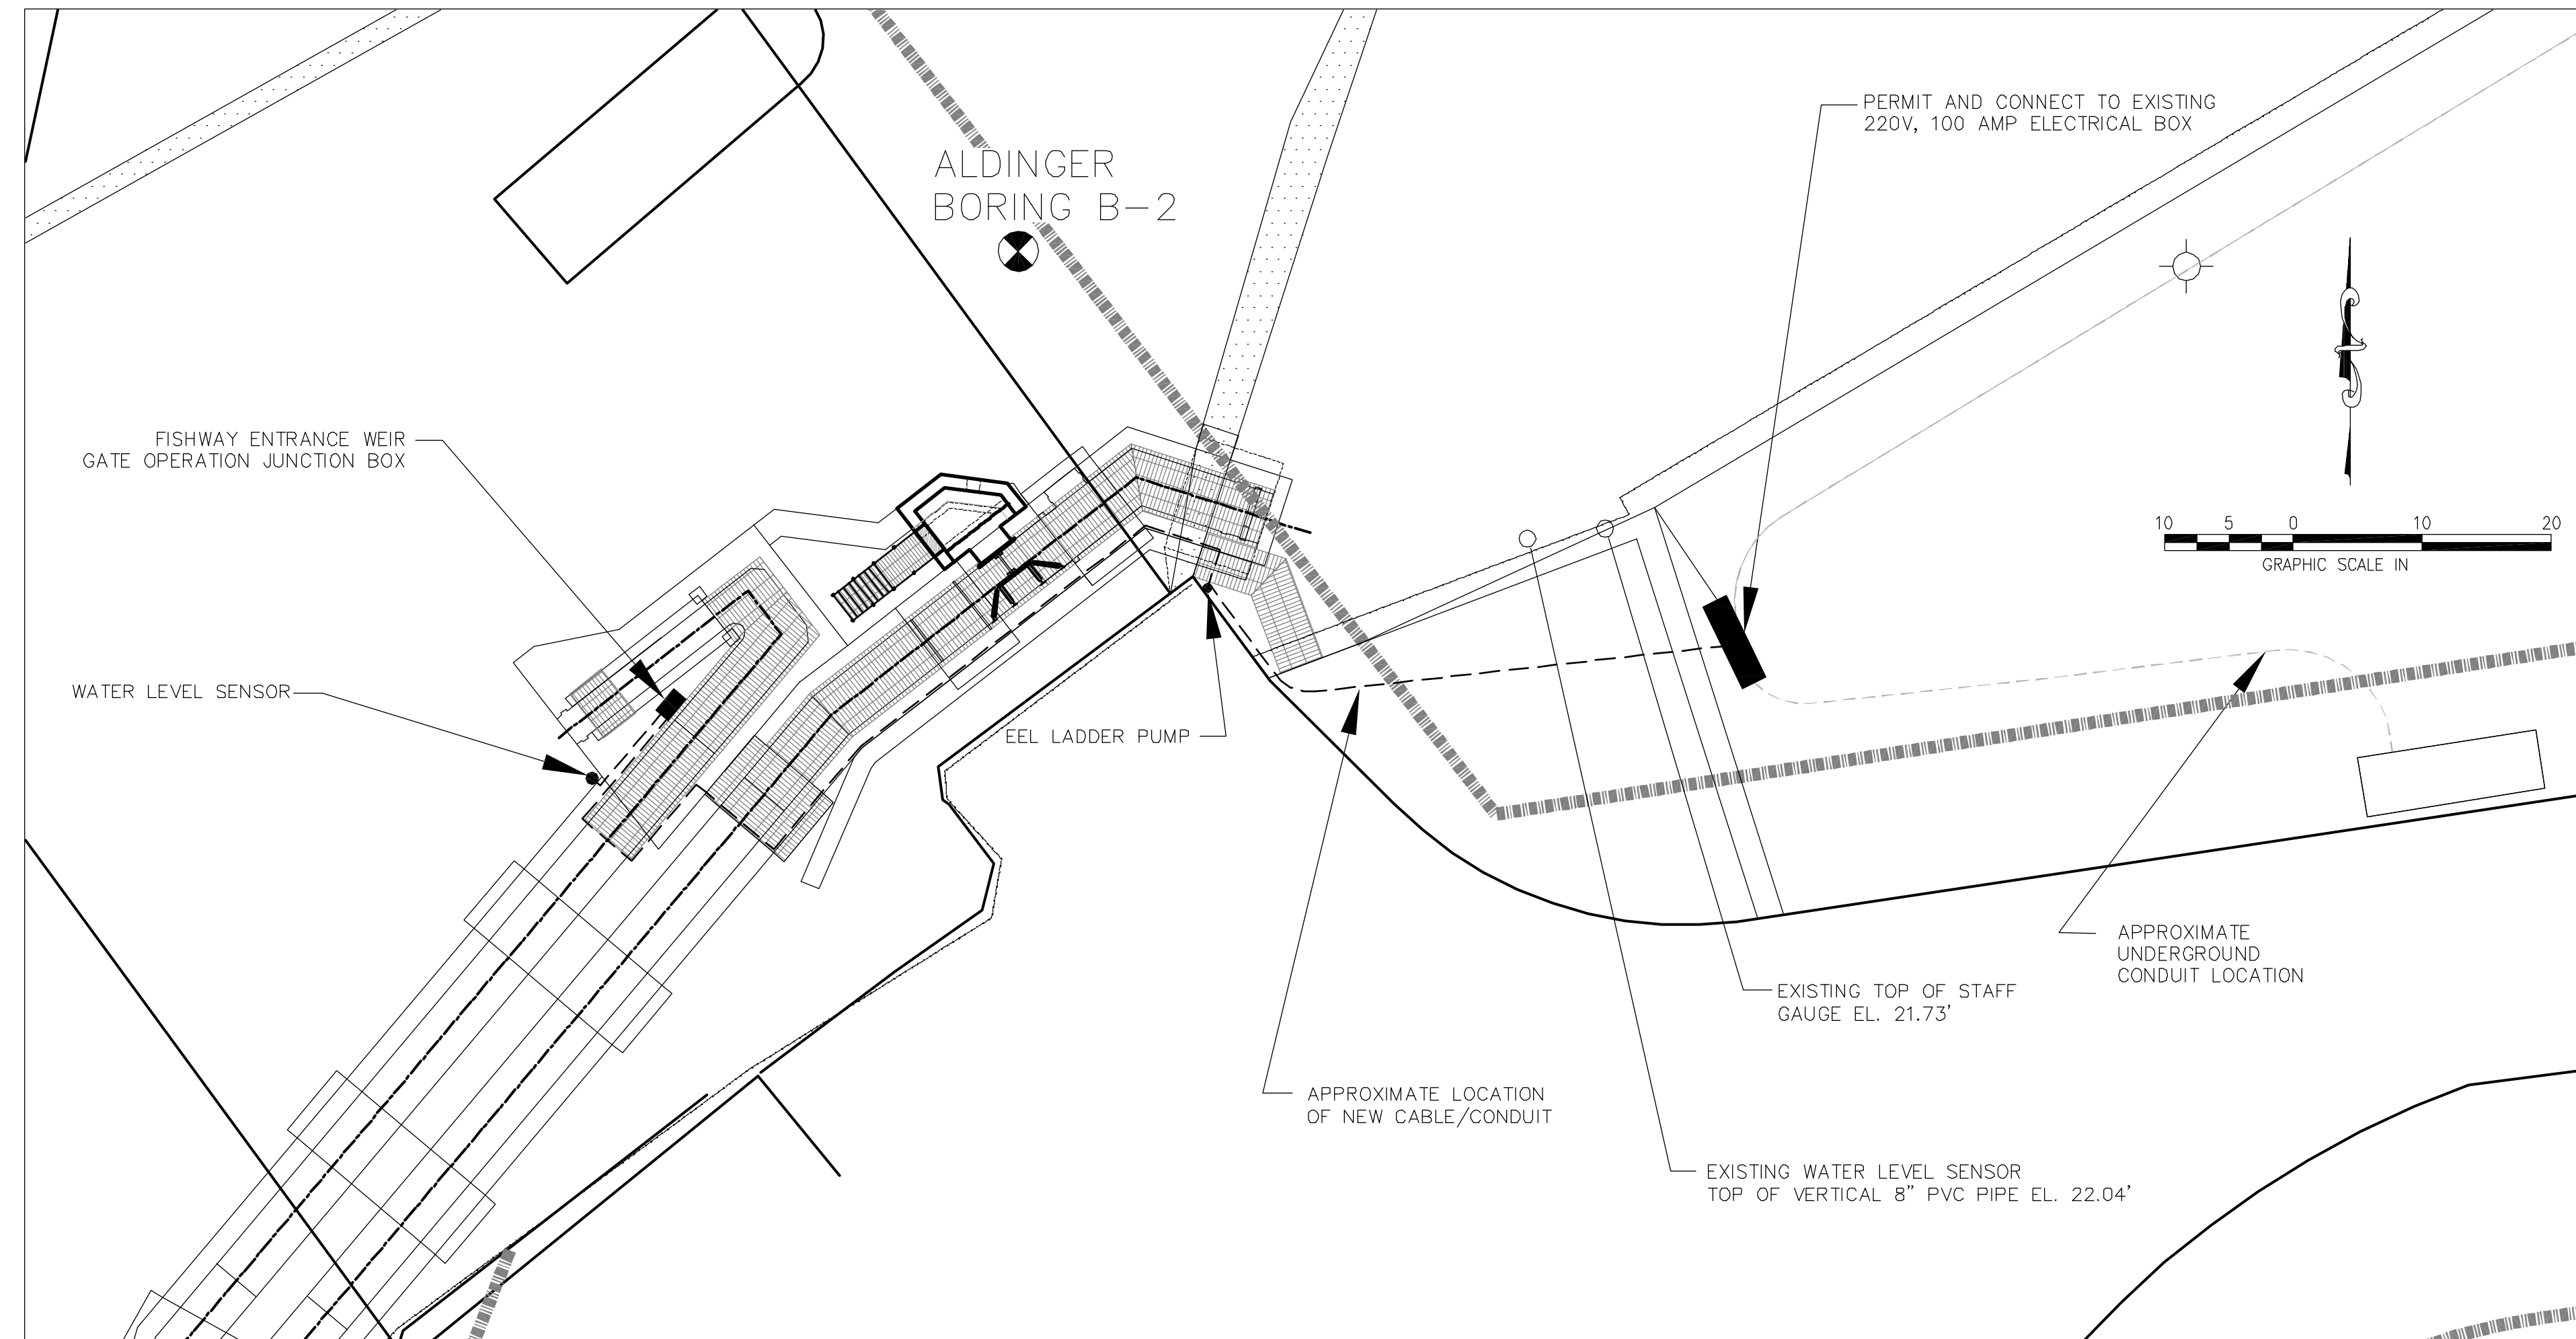 PERMIT AND CONNECT TO EXISTING
220V, 100 AMP ELECTRICAL BOX
ALDINGER
BORING B-2
FISHWAY ENTRANCE WEIR
GATE OPERATION JUNCTION BOX
10 5 0 10 20
GRAPHIC SCALE IN
WATER LEVEL SENSOR
EEL LADDER PUMP
APPROXIMATE
UNDERGROUND
CONDUIT LOCATION
EXISTING TOP OF STAFF
GAUGE EL. 21.73'
APPROXIMATE LOCATION
OF NEW CABLE/CONDUIT
EXISTING WATER LEVEL SENSOR
TOP OF VERTICAL 8" PVC PIPE EL. 22.04'